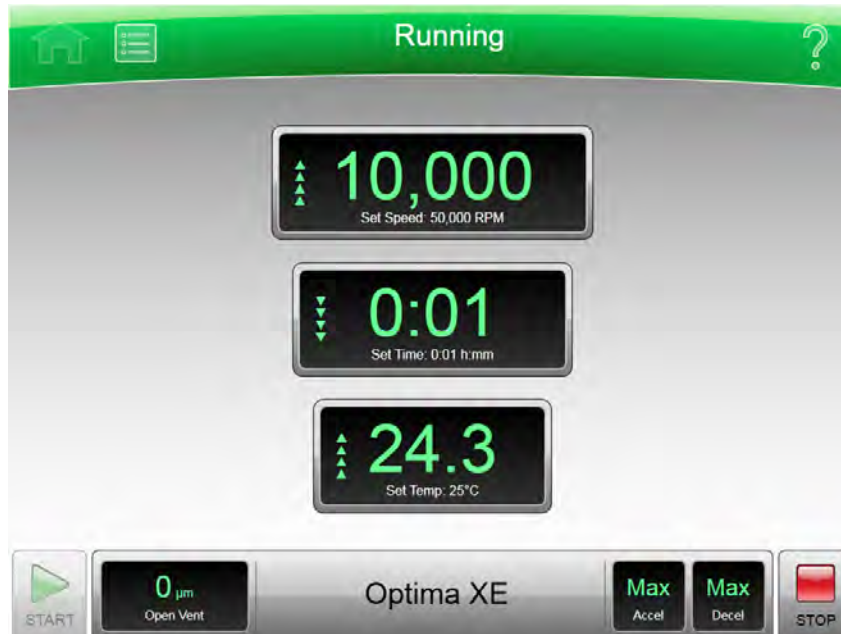 Running
?
10,000
Set Speed: 50,000 RPM
0:01
Set Time: 0:01 h:mm
24.3
Set Temp: 25°C
START
0 µm
Open Vent
Optima XE
Max
Accel
Max
Decel
STOP